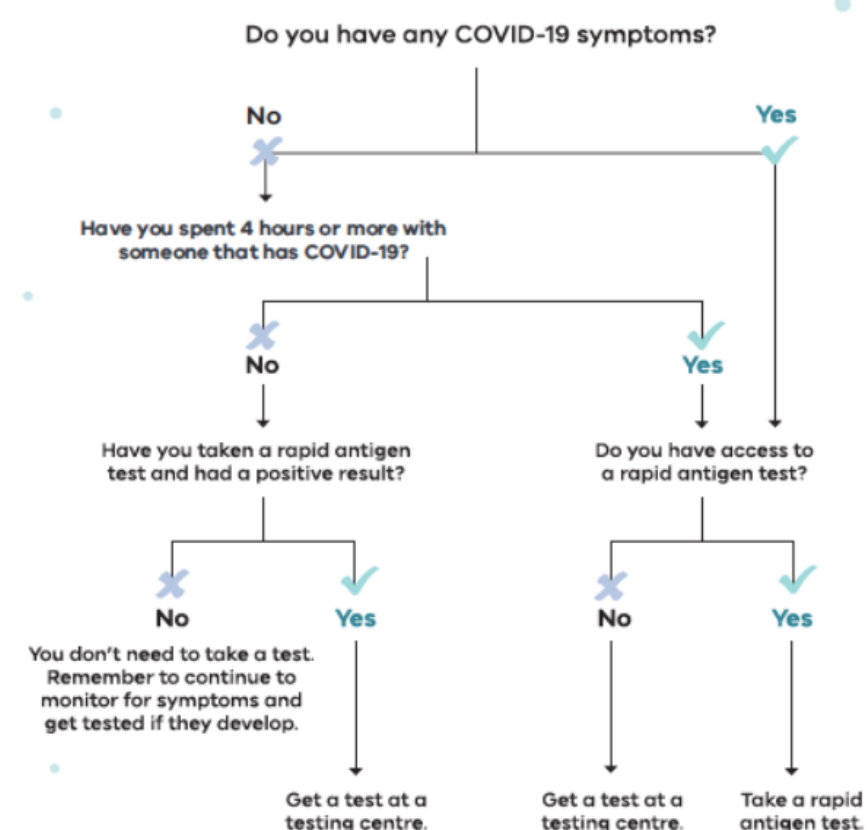 Do you have any COVID-19 symptoms?
No
Yes
Have you spent 4 hours or more with
someone that has COVID-19?
No
Yes
Have you taken a rapid antigen
test and had a positive result?
Do you have access to
a rapid antigen test?
No
Yes
No
Yes
You don't need to take a test.
Remember to continue to
monitor for symptoms and
get tested if they develop.
Get a test at a
testing centre.
Get a test at a
testing centre.
Take a rapid
antigen test.